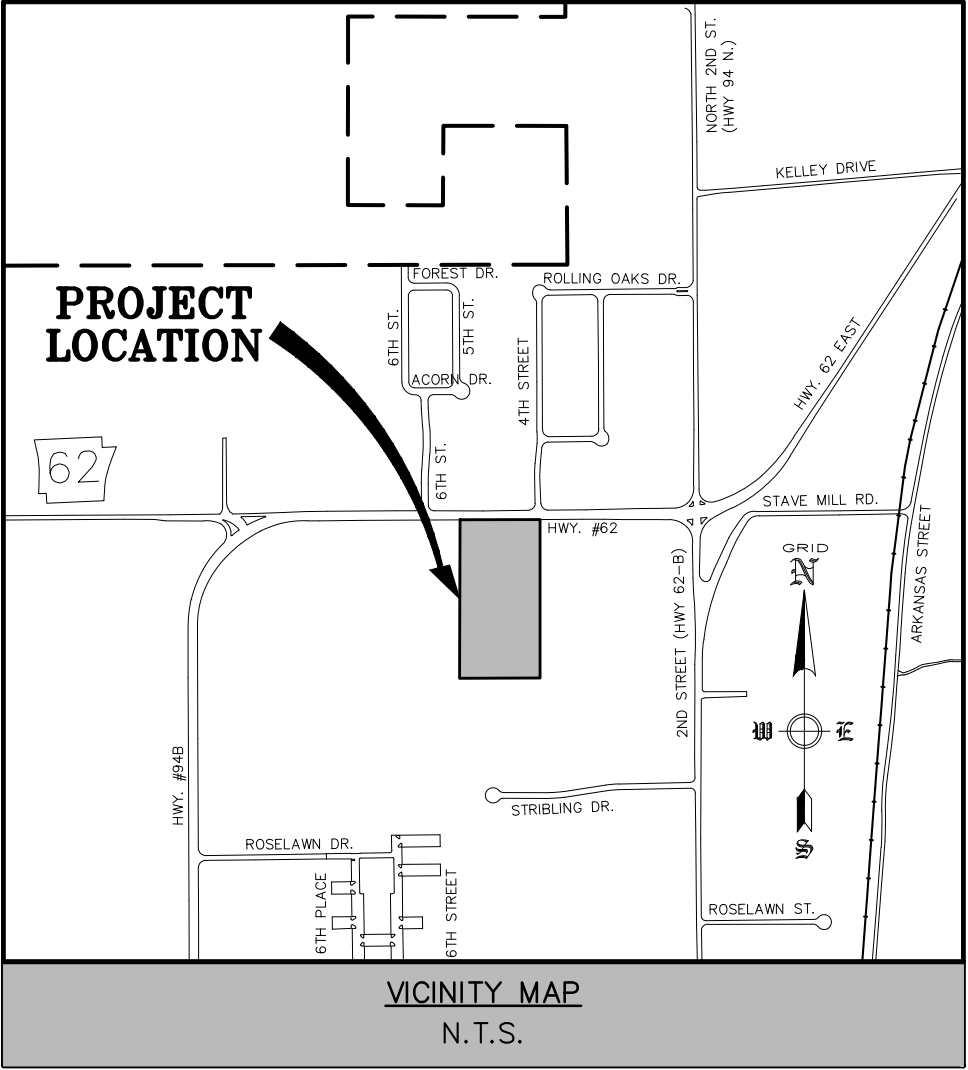 NORTH 2ND ST.
(HWY 94 N.)
KELLEY DRIVE
FOREST DR.
ROLLING OAKS DR.
PROJECT
LOCATION
6TH ST.
5TH ST.
4TH STREET
HWY. 62 EAST
ACORN DR.
62
6TH ST.
STAVE MILL RD.
HWY. #62
ARKANSAS STREET
GRID
N
2ND STREET (HWY 62-B)
W
E
HWY. #94B
STRIBLING DR.
S
ROSELAWN DR.
6TH PLACE
6TH STREET
ROSELAWN ST.
VICINITY MAP
N.T.S.